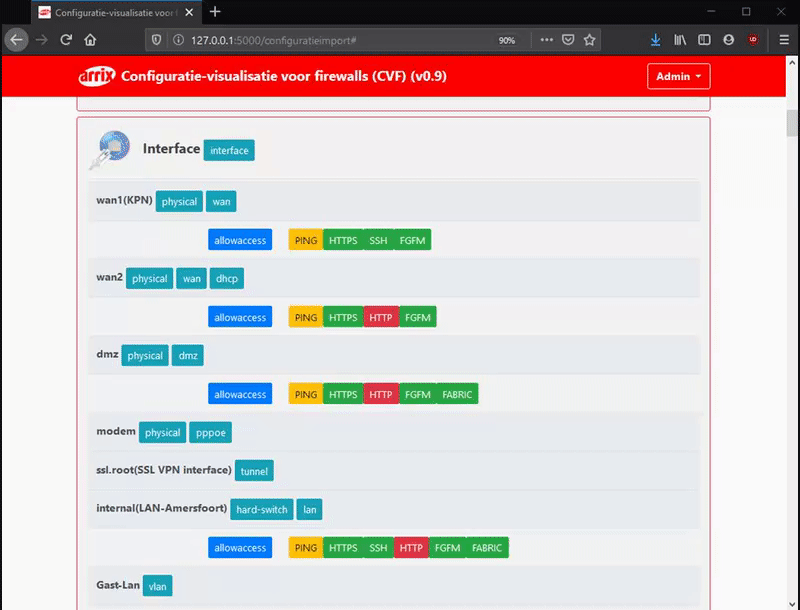 Configuratie-visualisatie voor f
127.0.0.1:5000/configuratieimport#
90%
arrix Configuratie-visualisatie voor firewalls (CVF) (v0.9)
Admin
Interface interface
wan1(KPN) physical wan
allowaccess PING HTTPS SSH FGFM
wan2 physical wan dhcp
allowaccess PING HTTPS HTTP FGFM
dmz physical dmz
allowaccess PING HTTPS HTTP FGFM FABRIC
modem physical pppoe
ssl.root(SSL VPN interface) tunnel
internal(LAN-Amersfoort) hard-switch lan
allowaccess PING HTTPS SSH HTTP FGFM FABRIC
Gast-Lan vlan